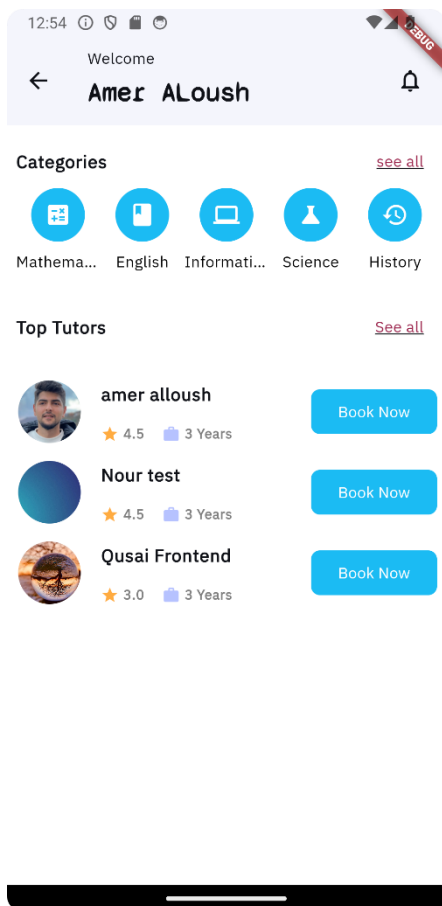 12:54
DEBUG
Welcome
Amer ALoush
Categories see all
Mathema... English Informati... Science History
Top Tutors See all
amer alloush
4.5 3 Years
Book Now
Nour test
4.5 3 Years
Book Now
Qusai Frontend
3.0 3 Years
Book Now